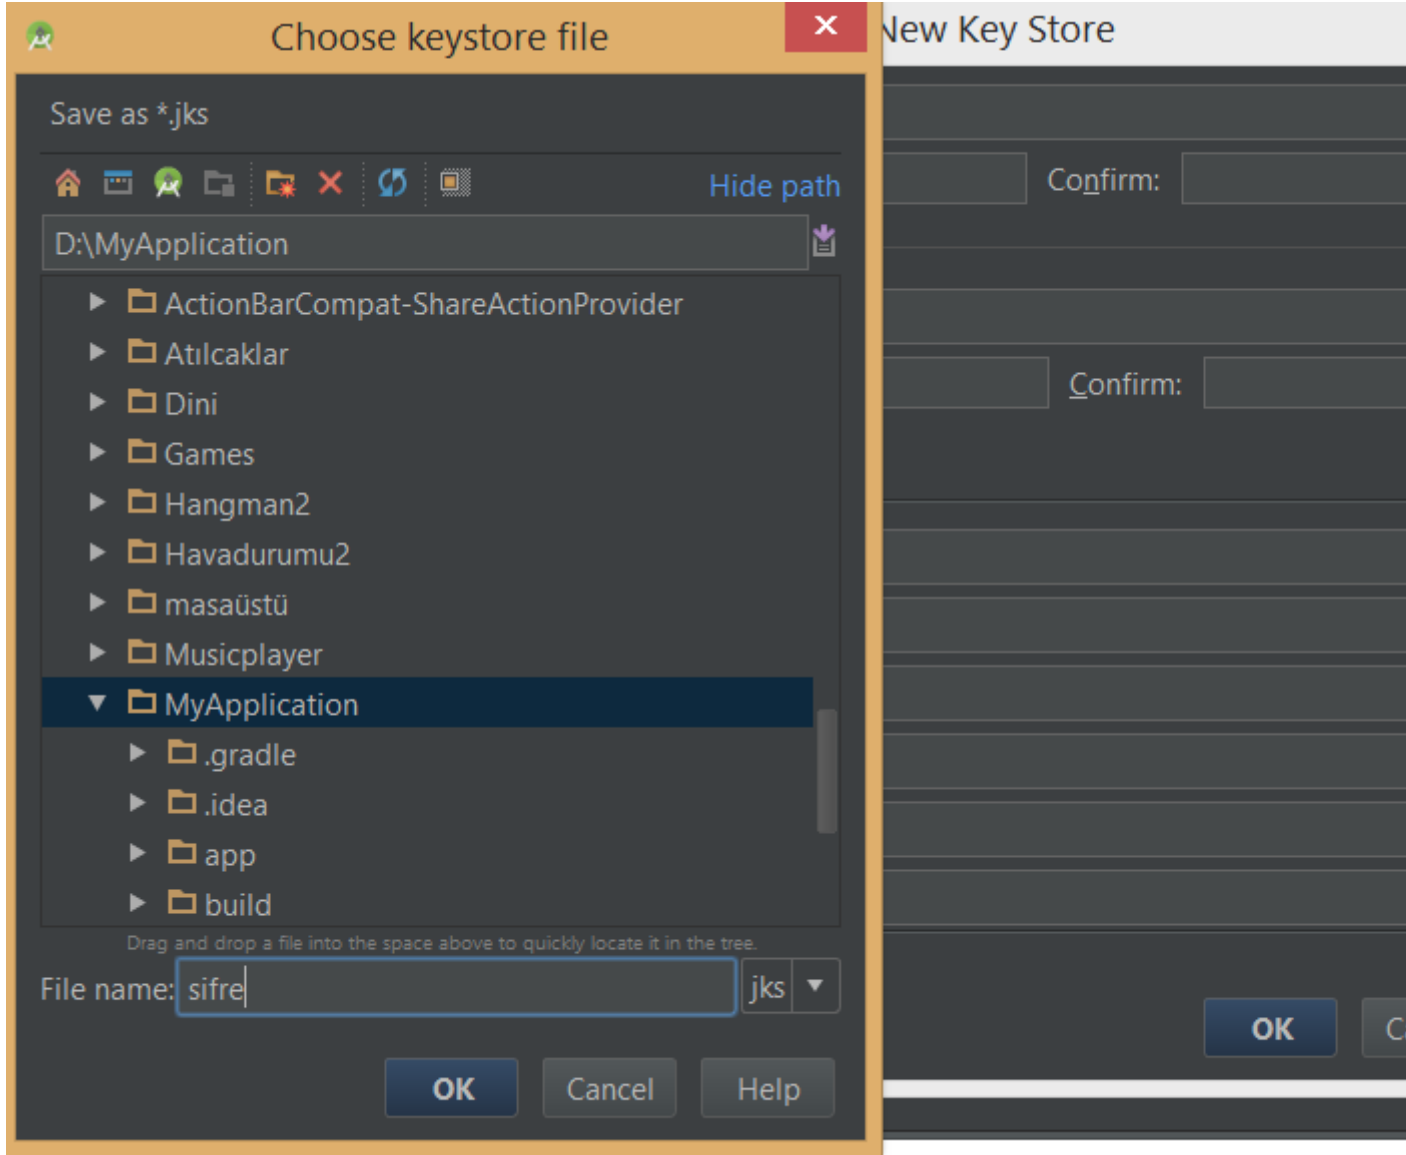 Choose keystore file
New Key Store
Save as *.jks
Hide path
Confirm:
D:\MyApplication
ActionBarCompat-ShareActionProvider
Atılcaklar
Confirm:
Dini
Games
Hangman2
Havadurumu2
masaüstü
Musicplayer
MyApplication
.gradle
.idea
app
build
Drag and drop a file into the space above to quickly locate it in the tree.
File name: sifre jks
OK
OK Cancel Help